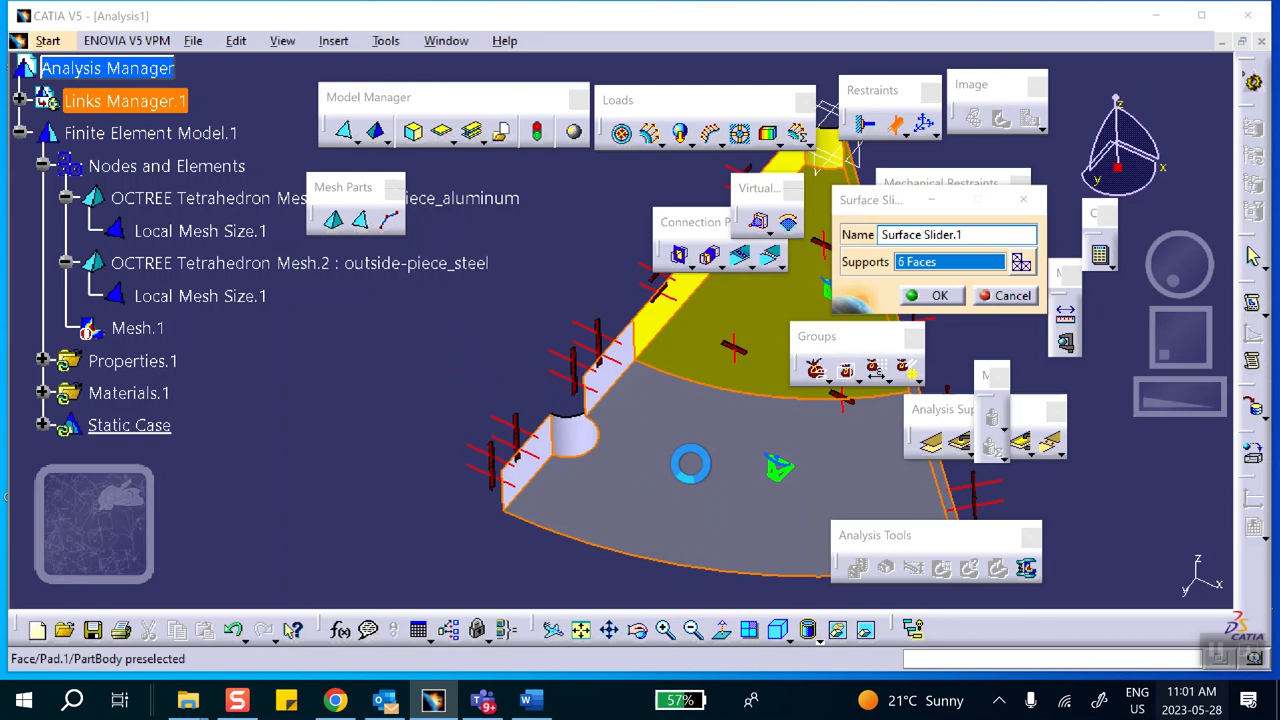 CATIA V5 - [Analysis1]
Start ENOVIA V5 VPM File Edit View Insert Tools Window Help
Analysis Manager
Links Manager.1
Finite Element Model.1
Nodes and Elements
OCTREE Tetrahedron Mes
iece_aluminum
Local Mesh Size.1
OCTREE Tetrahedron Mesh.2 : outside-piece_steel
Local Mesh Size.1
Mesh.1
Properties.1
Materials.1
Static Case
Model Manager
Loads
Restraints
Image
Mesh Parts
Virtual...
Mechanical Restraints
Connection P
Surface Sli...
Name Surface Slider.1
Supports 6 Faces
OK Cancel
C
M
Groups
M
Analysis Sup
Analysis Tools
z
x
y
z
x
y
f(x)
DS
CATIA
Face/Pad.1/PartBody preselected
57%
21°C Sunny
ENG
US
11:01 AM
2023-05-28
S
9+
W